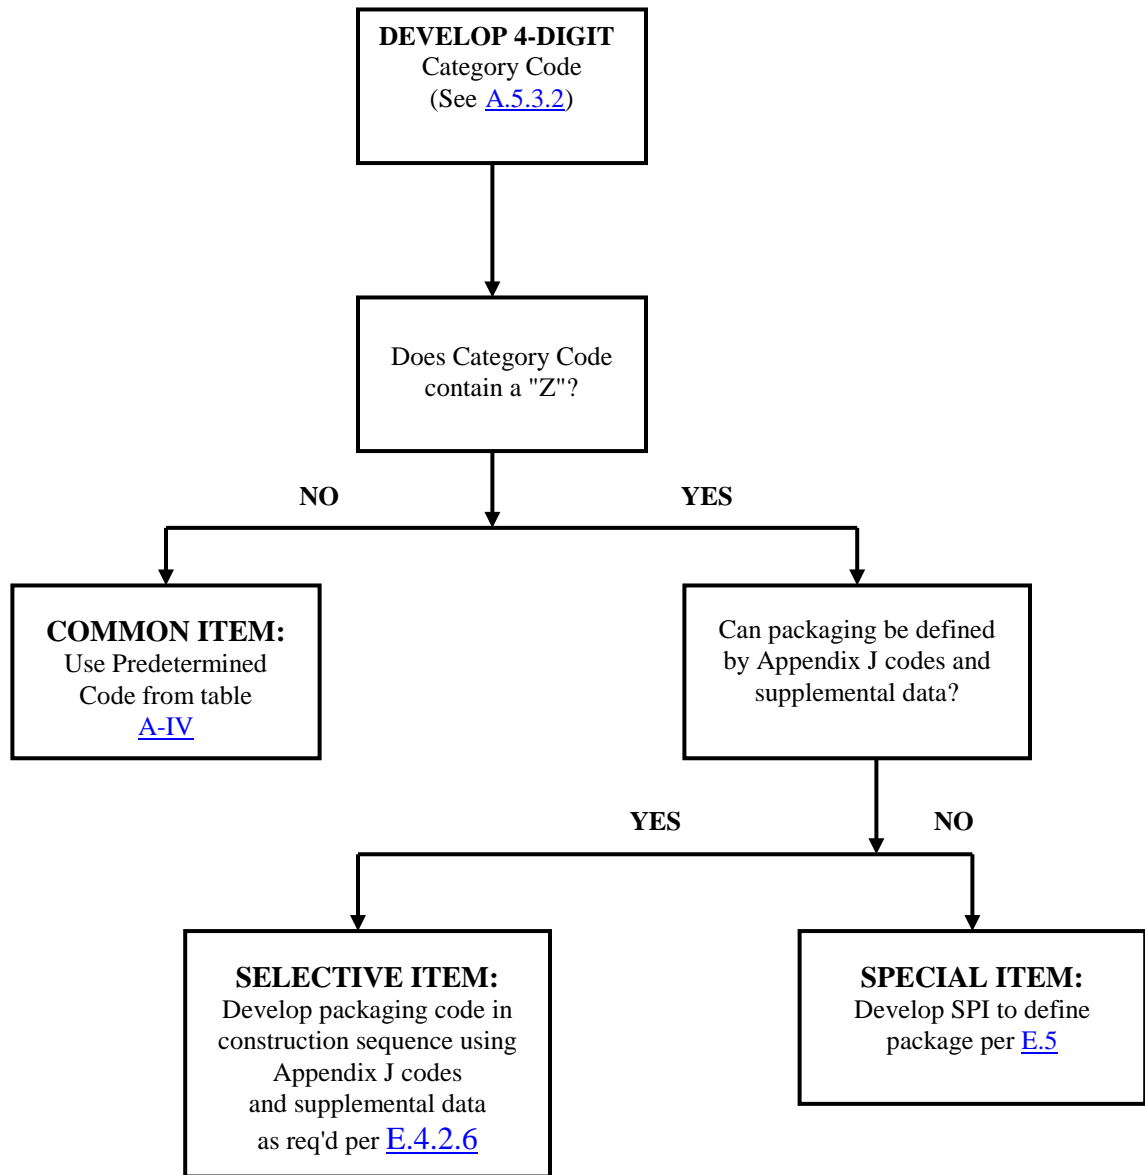 DEVELOP 4-DIGIT
Category Code
(See A.5.3.2)
Does Category Code
contain a "Z"?
NO
YES
COMMON ITEM:
Use Predetermined
Code from table
A-IV
Can packaging be defined
by Appendix J codes and
supplemental data?
YES
NO
SELECTIVE ITEM:
Develop packaging code in
construction sequence using
Appendix J codes
and supplemental data
as req'd per E.4.2.6
SPECIAL ITEM:
Develop SPI to define
package per E.5